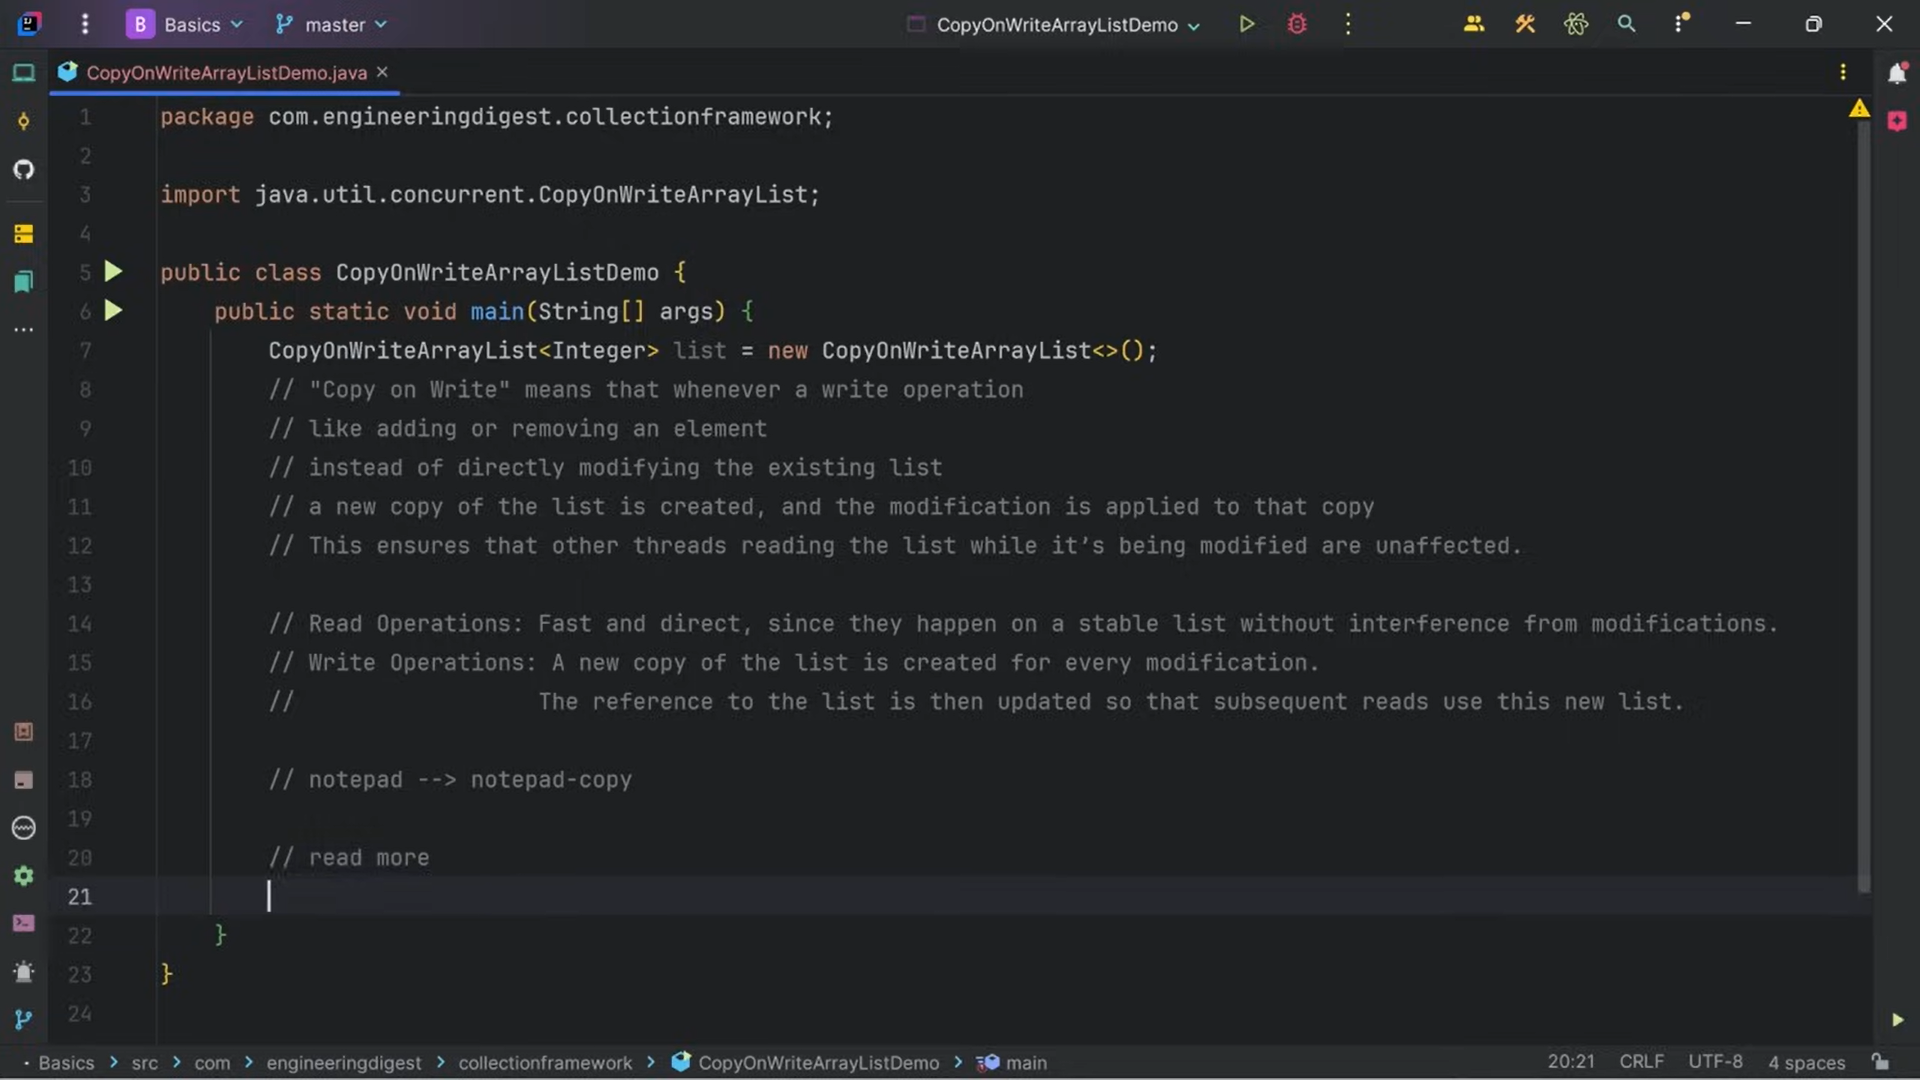 B Basics master CopyOnWriteArrayListDemo
CopyOnWriteArrayListDemo.java
1 package com.engineeringdigest.collectionframework;
2
3 import java.util.concurrent.CopyOnWriteArrayList;
4
5 public class CopyOnWriteArrayListDemo {
6 public static void main(String[] args) {
7 CopyOnWriteArrayList<Integer> list = new CopyOnWriteArrayList<>();
8 // "Copy on Write" means that whenever a write operation
9 // like adding or removing an element
10 // instead of directly modifying the existing list
11 // a new copy of the list is created, and the modification is applied to that copy
12 // This ensures that other threads reading the list while it’s being modified are unaffected.
13
14 // Read Operations: Fast and direct, since they happen on a stable list without interference from modifications.
15 // Write Operations: A new copy of the list is created for every modification.
16 // The reference to the list is then updated so that subsequent reads use this new list.
17
18 // notepad --> notepad-copy
19
20 // read more
21
22 }
23 }
24
Basics > src > com > engineeringdigest > collectionframework > CopyOnWriteArrayListDemo > main 20:21 CRLF UTF-8 4 spaces